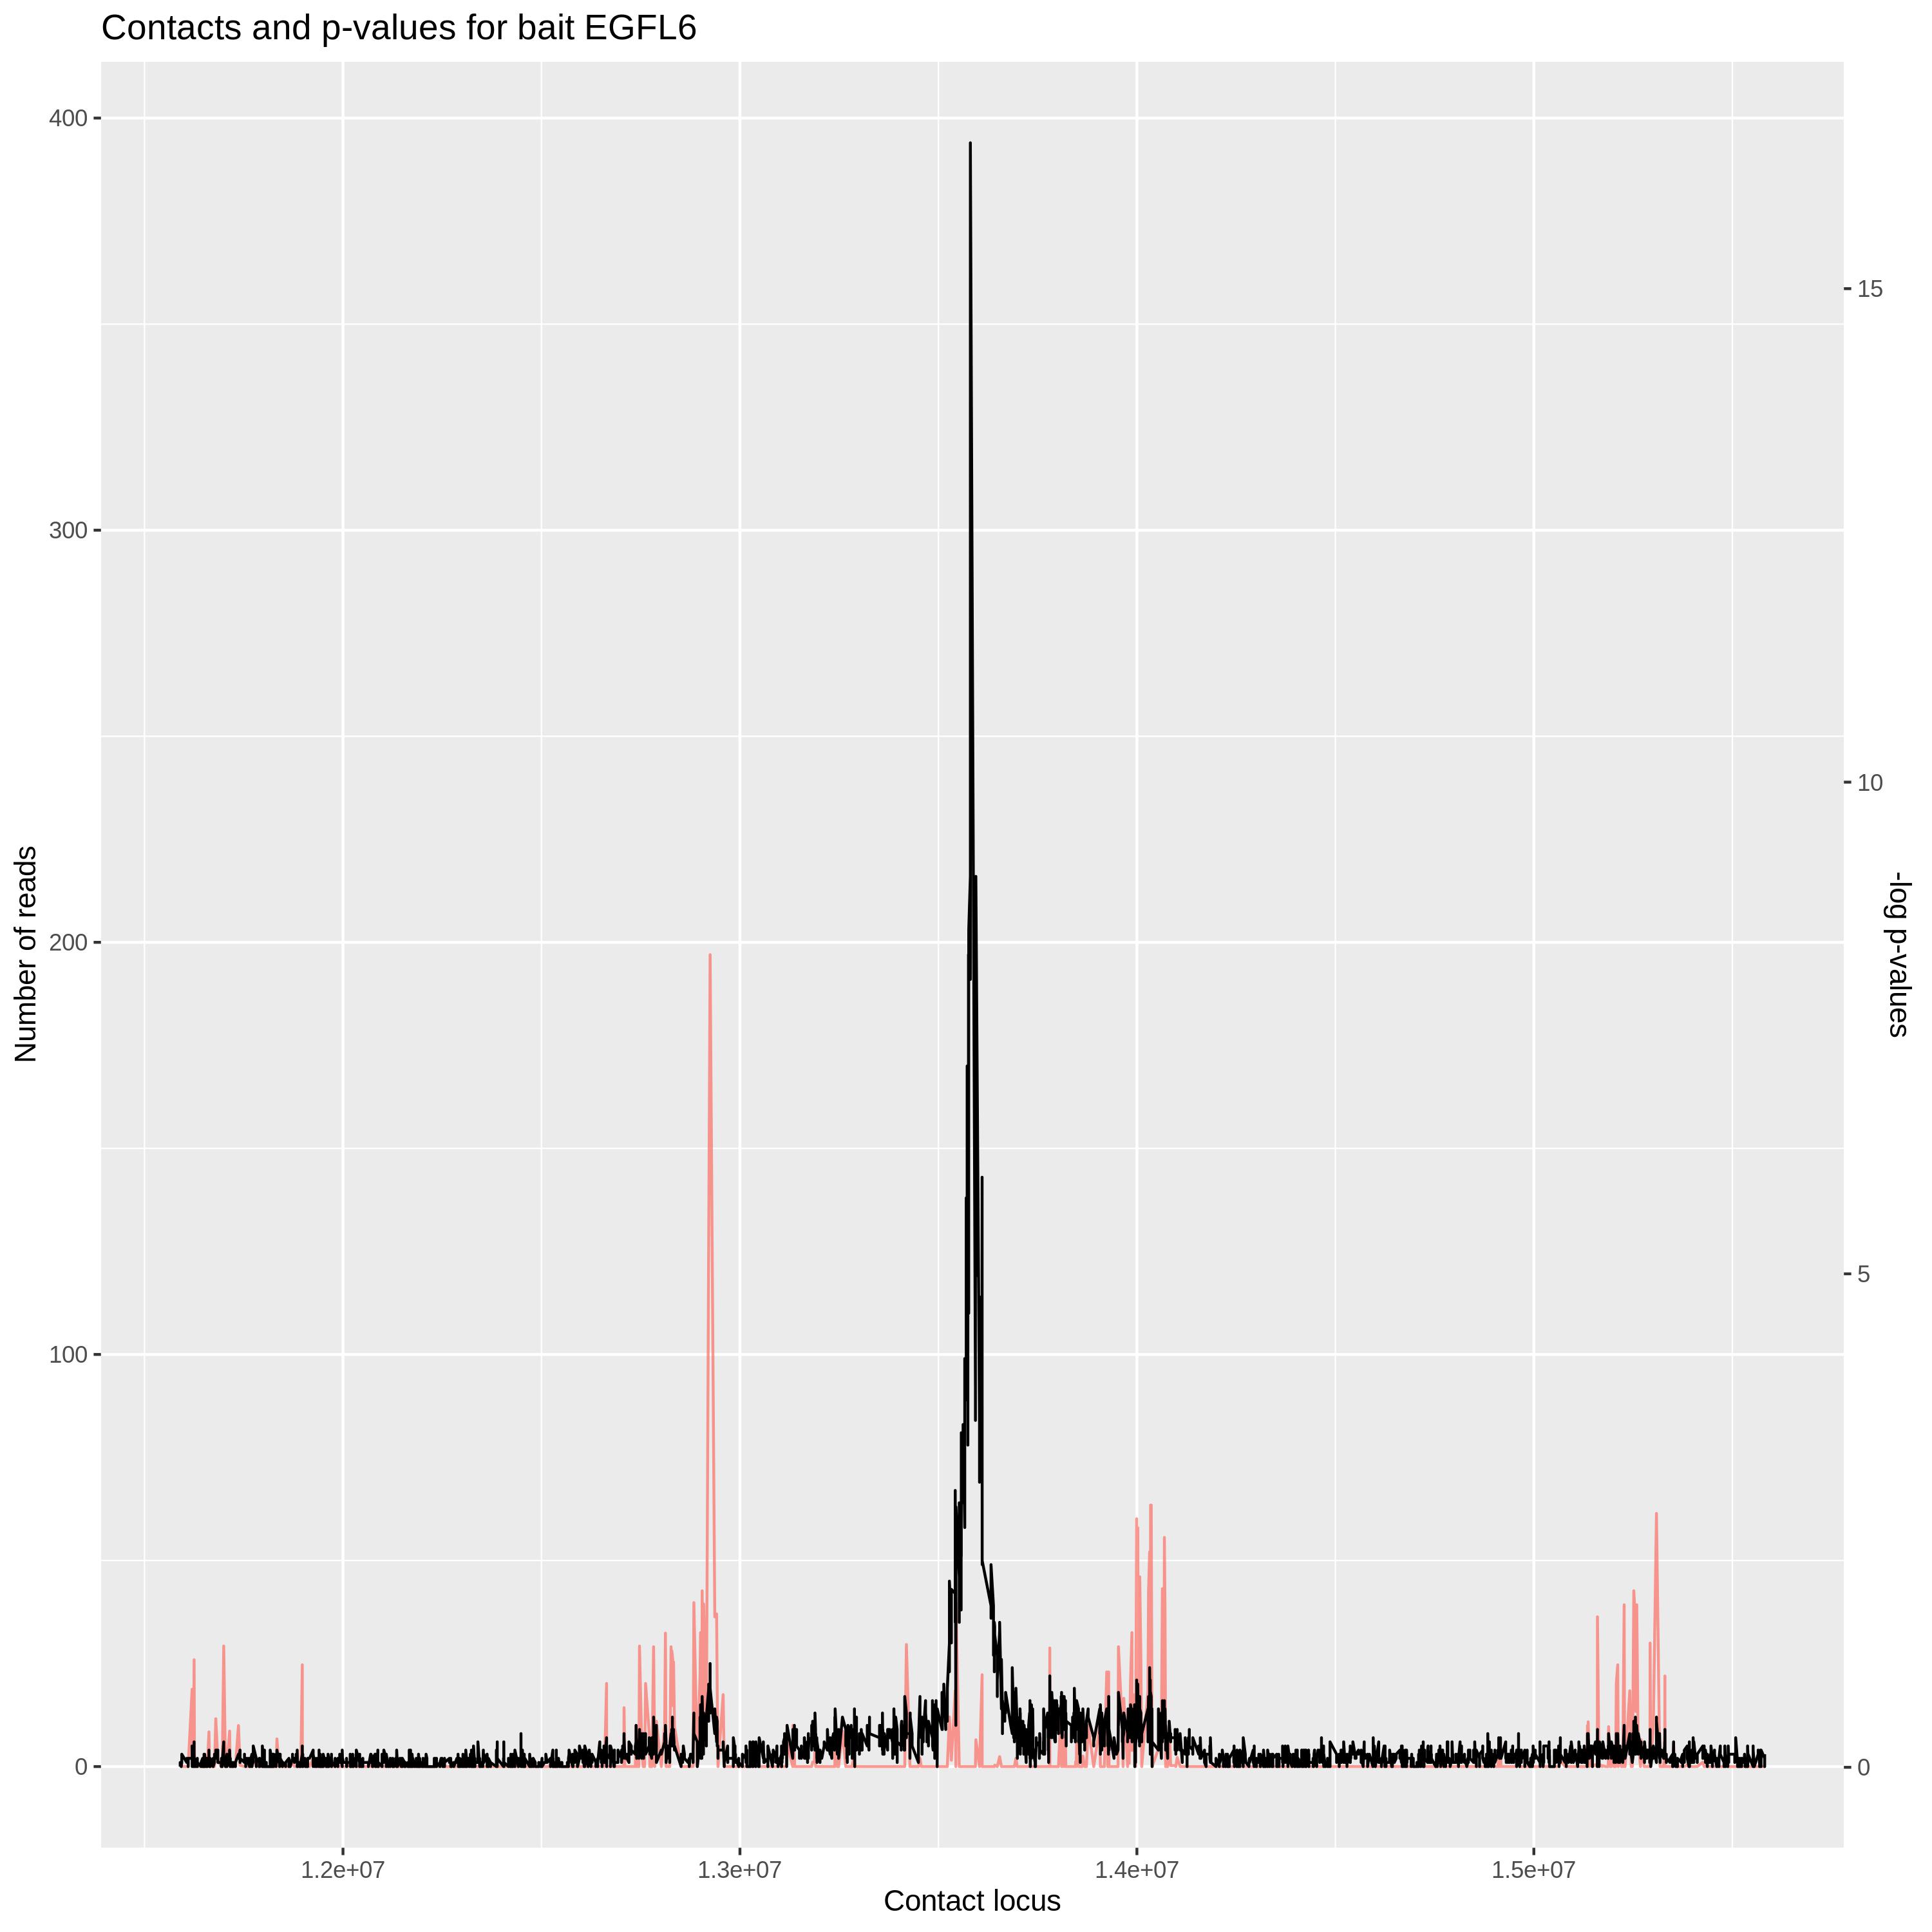 Contacts and p-values for bait EGFL6
400
300
200
100
0
Number of reads
15
10
5
0
-log p-values
1.2e+07 1.3e+07 1.4e+07 1.5e+07
Contact locus